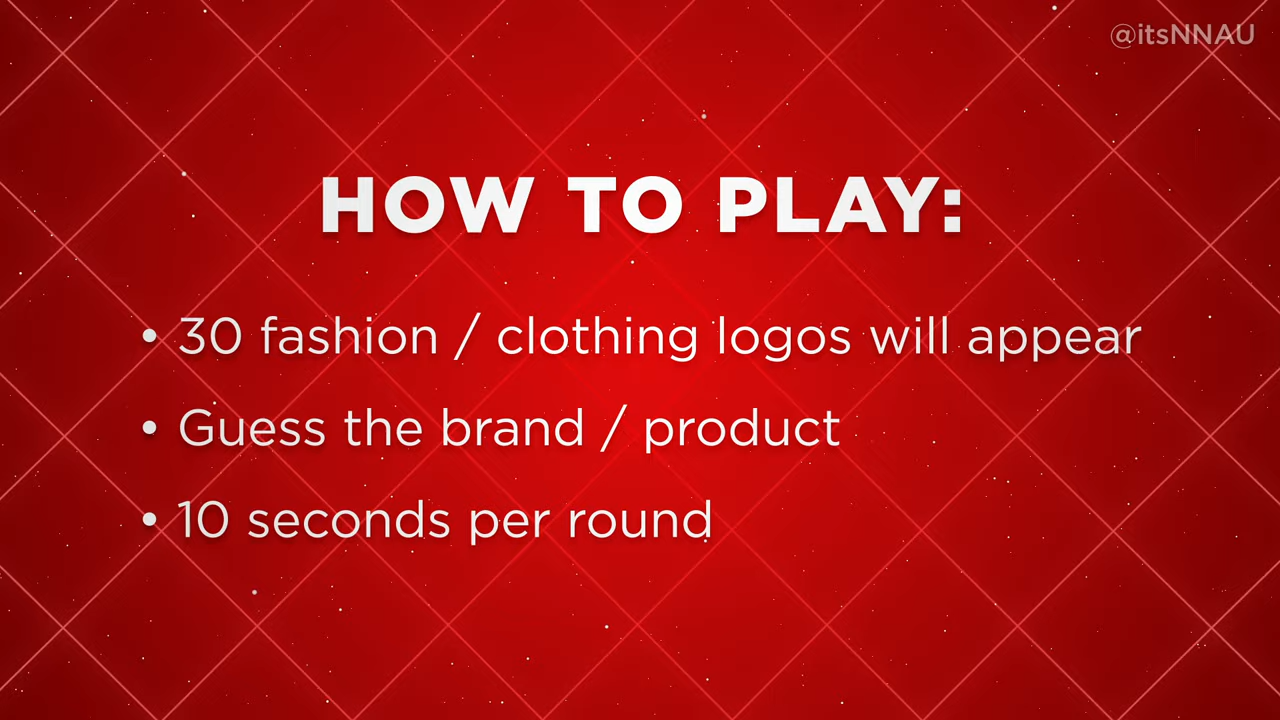 @itsNNAU
HOW TO PLAY:
• 30 fashion / clothing logos will appear
• Guess the brand / product
• 10 seconds per round